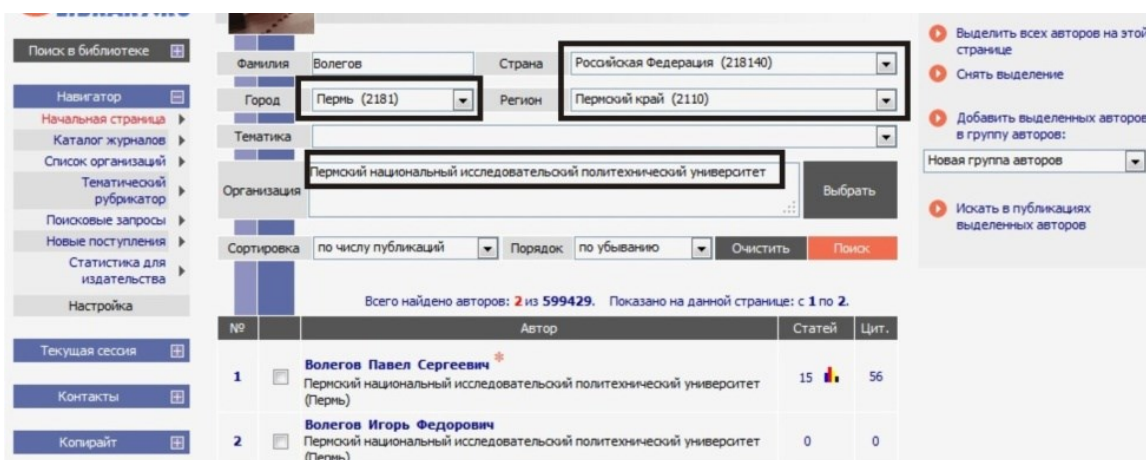 Поиск в библиотеке
Навигатор
Начальная страница
Каталог журналов
Список организаций
Тематический
рубрикатор
Поисковые запросы
Новые поступления
Статистика для
издательства
Настройка
Текущая сессия
Контакты
Копирайт
Фамилия Волегов Страна Российская Федерация (218140)
Город Пермь (2181) Регион Пермский край (2110)
Тематика
Организация Пермский национальный исследовательский политехнический университет Выбрать
Сортировка по числу публикаций Порядок по убыванию Очистить Поиск
Всего найдено авторов: 2 из 599429. Показано на данной странице: с 1 по 2.
№ Автор Статей Цит.
1 Волегов Павел Сергеевич * 15 56
Пермский национальный исследовательский политехнический университет
(Пермь)
2 Волегов Игорь Федорович 0 0
Пермский национальный исследовательский политехнический университет
(Пермь)
Выделить всех авторов на этой
странице
Снять выделение
Добавить выделенных авторов
в группу авторов:
Новая группа авторов
Искать в публикациях
выделенных авторов